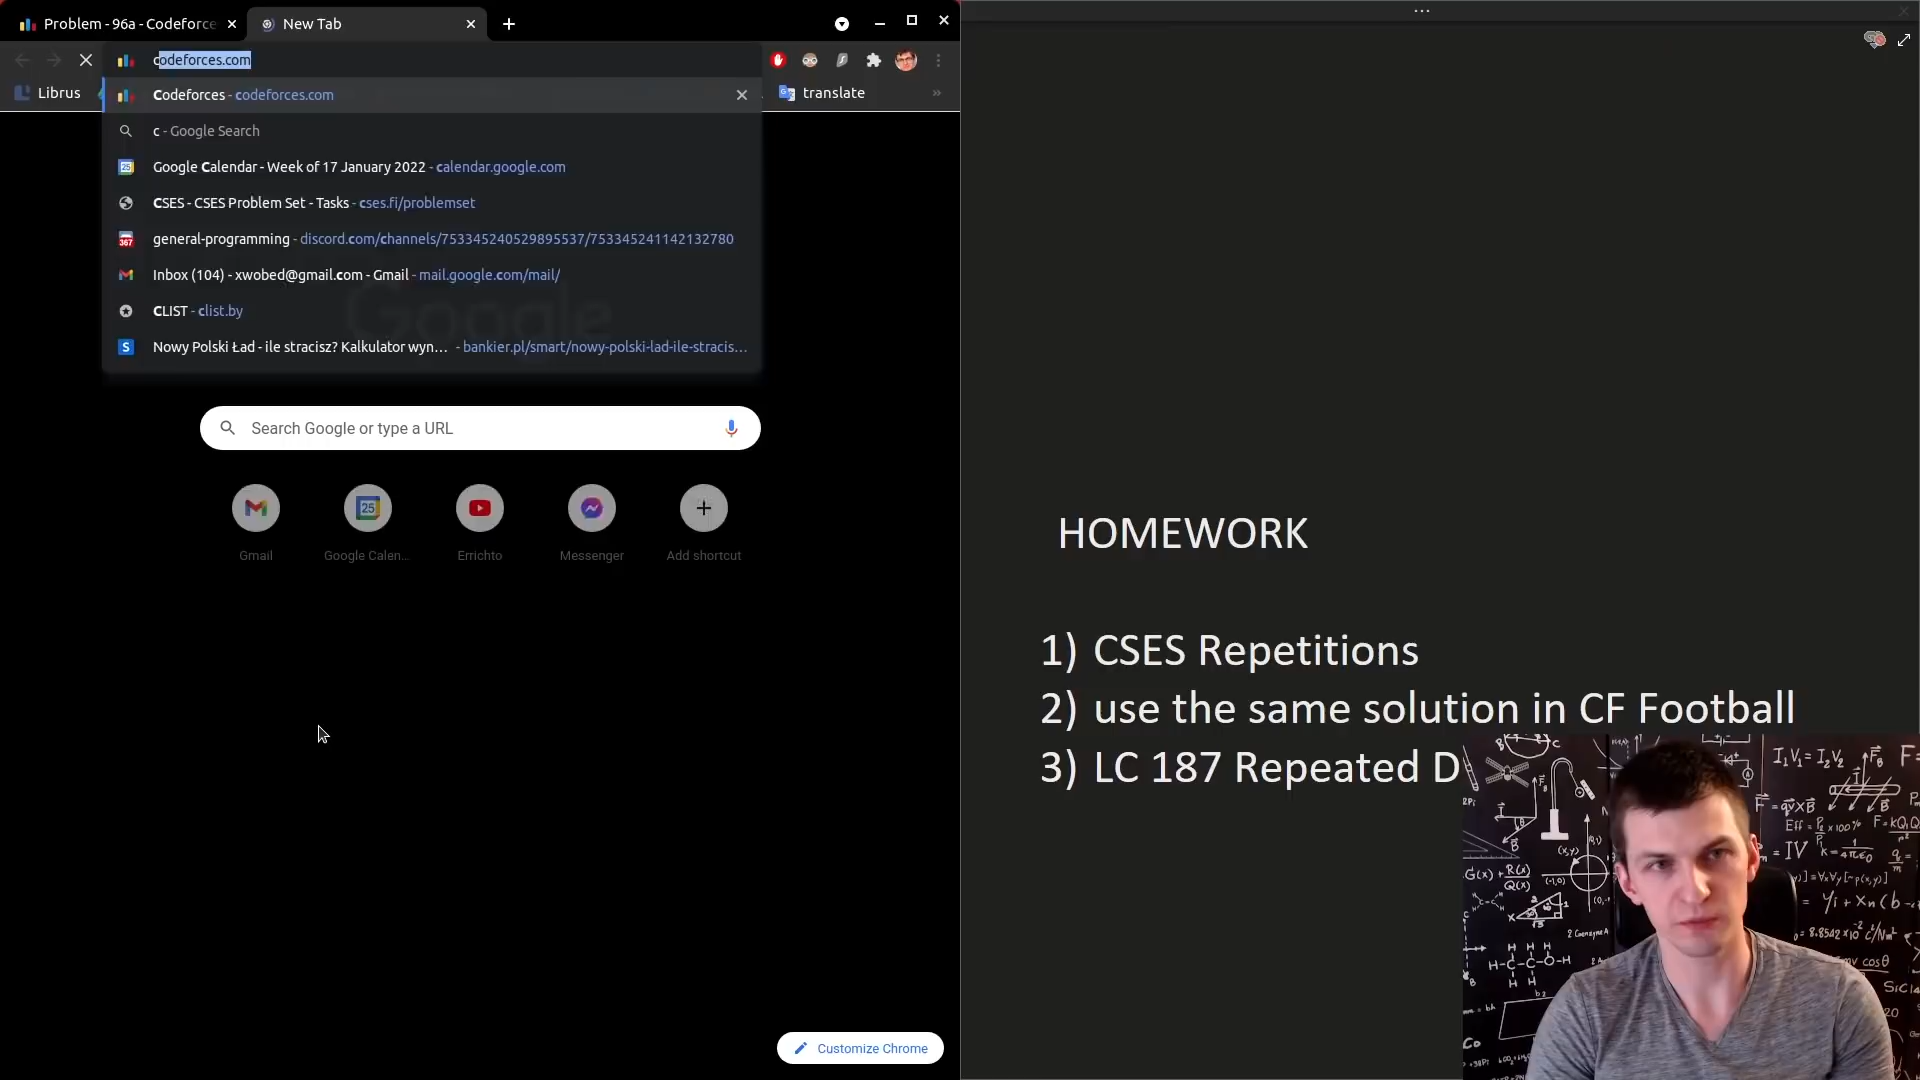 Problem - 96a - Codeforce
New Tab
codeforces.com
Librus
translate
»
Codeforces - codeforces.com
c - Google Search
Google Calendar - Week of 17 January 2022 - calendar.google.com
CSES - CSES Problem Set - Tasks - cses.fi/problemset
general-programming - discord.com/channels/753345240529895537/753345241142132780
Inbox (104) - xwobed@gmail.com - Gmail - mail.google.com/mail/
CLIST - clist.by
Nowy Polski Ład - ile stracisz? Kalkulator wyn... - bankier.pl/smart/nowy-polski-lad-ile-stracis...
Google
Search Google or type a URL
Gmail
Google Calen...
Errichto
Messenger
Add shortcut
Customize Chrome
HOMEWORK
1) CSES Repetitions
2) use the same solution in CF Football
3) LC 187 Repeated D